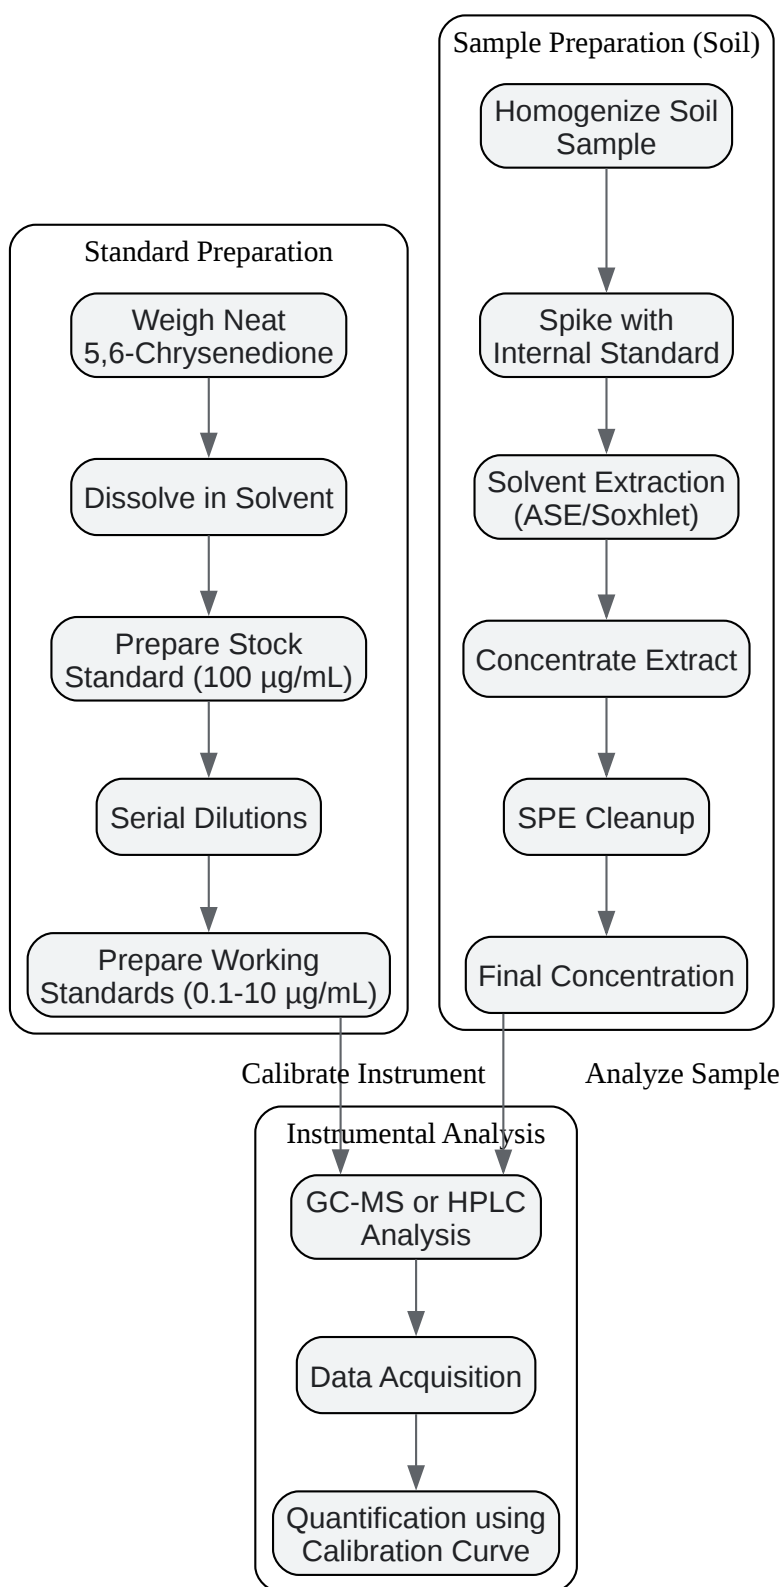 Sample Preparation (Soil)
Homogenize Soil
Sample
Spike with
Internal Standard
Solvent Extraction
(ASE/Soxhlet)
Concentrate Extract
SPE Cleanup
Final Concentration
Standard Preparation
Weigh Neat
5,6-Chrysenedione
Dissolve in Solvent
Prepare Stock
Standard (100 µg/mL)
Serial Dilutions
Prepare Working
Standards (0.1-10 µg/mL)
Calibrate Instrument
Analyze Sample
Instrumental Analysis
GC-MS or HPLC
Analysis
Data Acquisition
Quantification using
Calibration Curve